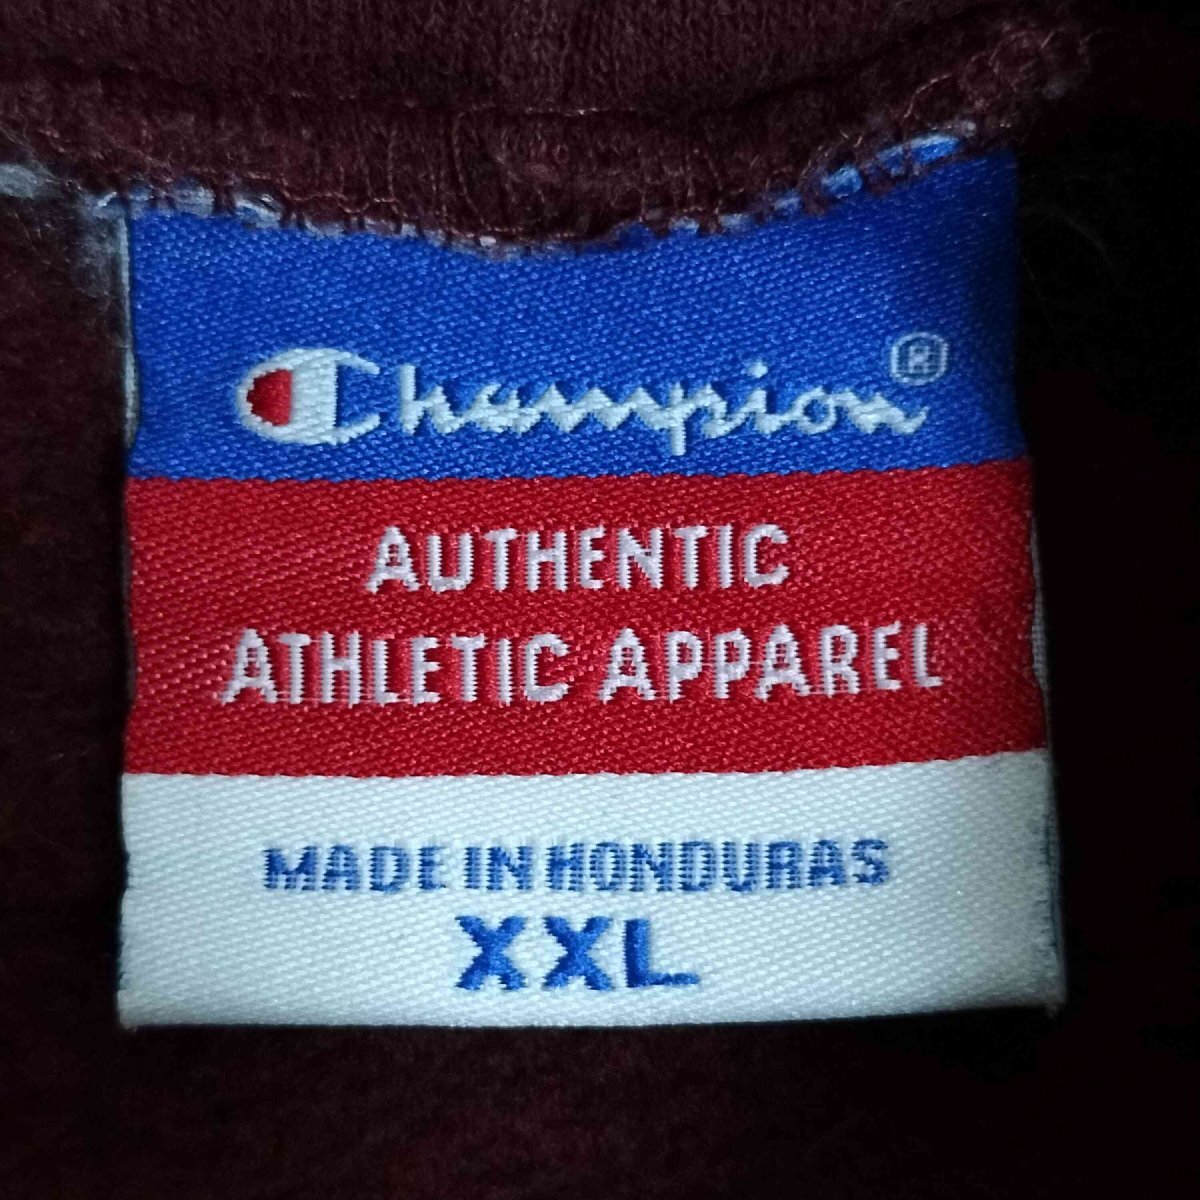 Champion®
AUTHENTIC
ATHLETIC APPAREL
MADE IN HONDURAS
XXL